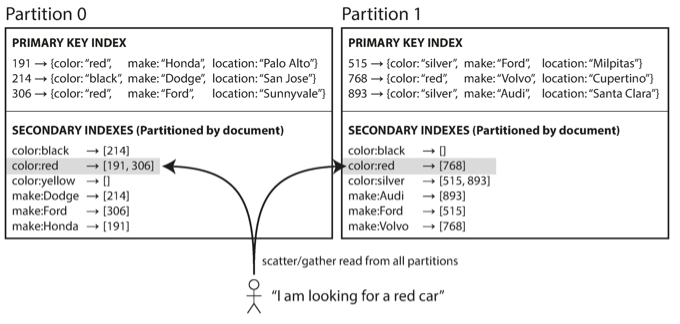 Partition 0
PRIMARY KEY INDEX
191 → {color: “red”, make: “Honda”, location: “Palo Alto”}
214 → {color: “black”, make: “Dodge”, location: “San Jose”}
306 → {color: “red”, make: “Ford”, location: “Sunnyvale”}
SECONDARY INDEXES (Partitioned by document)
color:black → [214]
color:red → [191, 306]
color:yellow → []
make:Dodge → [214]
make:Ford → [306]
make:Honda → [191]
Partition 1
PRIMARY KEY INDEX
515 → {color: “silver”, make: “Ford”, location: “Milpitas”}
768 → {color: “red”, make: “Volvo”, location: “Cupertino”}
893 → {color: “silver”, make: “Audi”, location: “Santa Clara”}
SECONDARY INDEXES (Partitioned by document)
color:black → []
color:red → [768]
color:silver → [515, 893]
make:Audi → [893]
make:Ford → [515]
make:Volvo → [768]
scatter/gather read from all partitions
“I am looking for a red car”